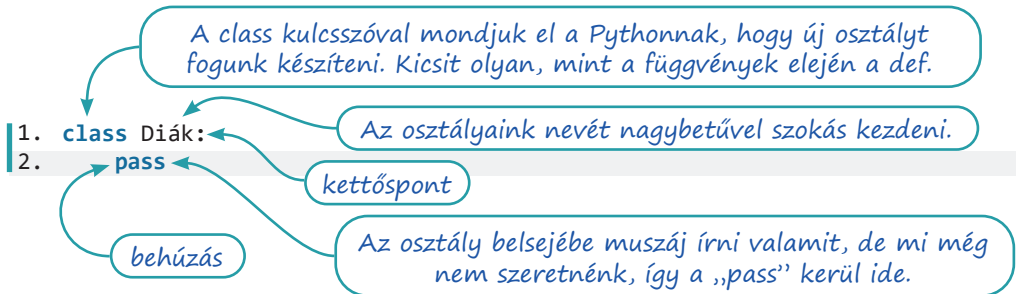 A class kulcsszóval mondjuk el a Pythonnak, hogy új osztályt
fogunk készíteni. Kicsit olyan, mint a függvények elején a def.
1. class Diák:
Az osztályaink nevét nagybetűvel szokás kezdeni.
2. pass
kettőspont
behúzás
Az osztály belsejébe muszáj írni valamit, de mi még
nem szeretnénk, így a „pass” kerül ide.